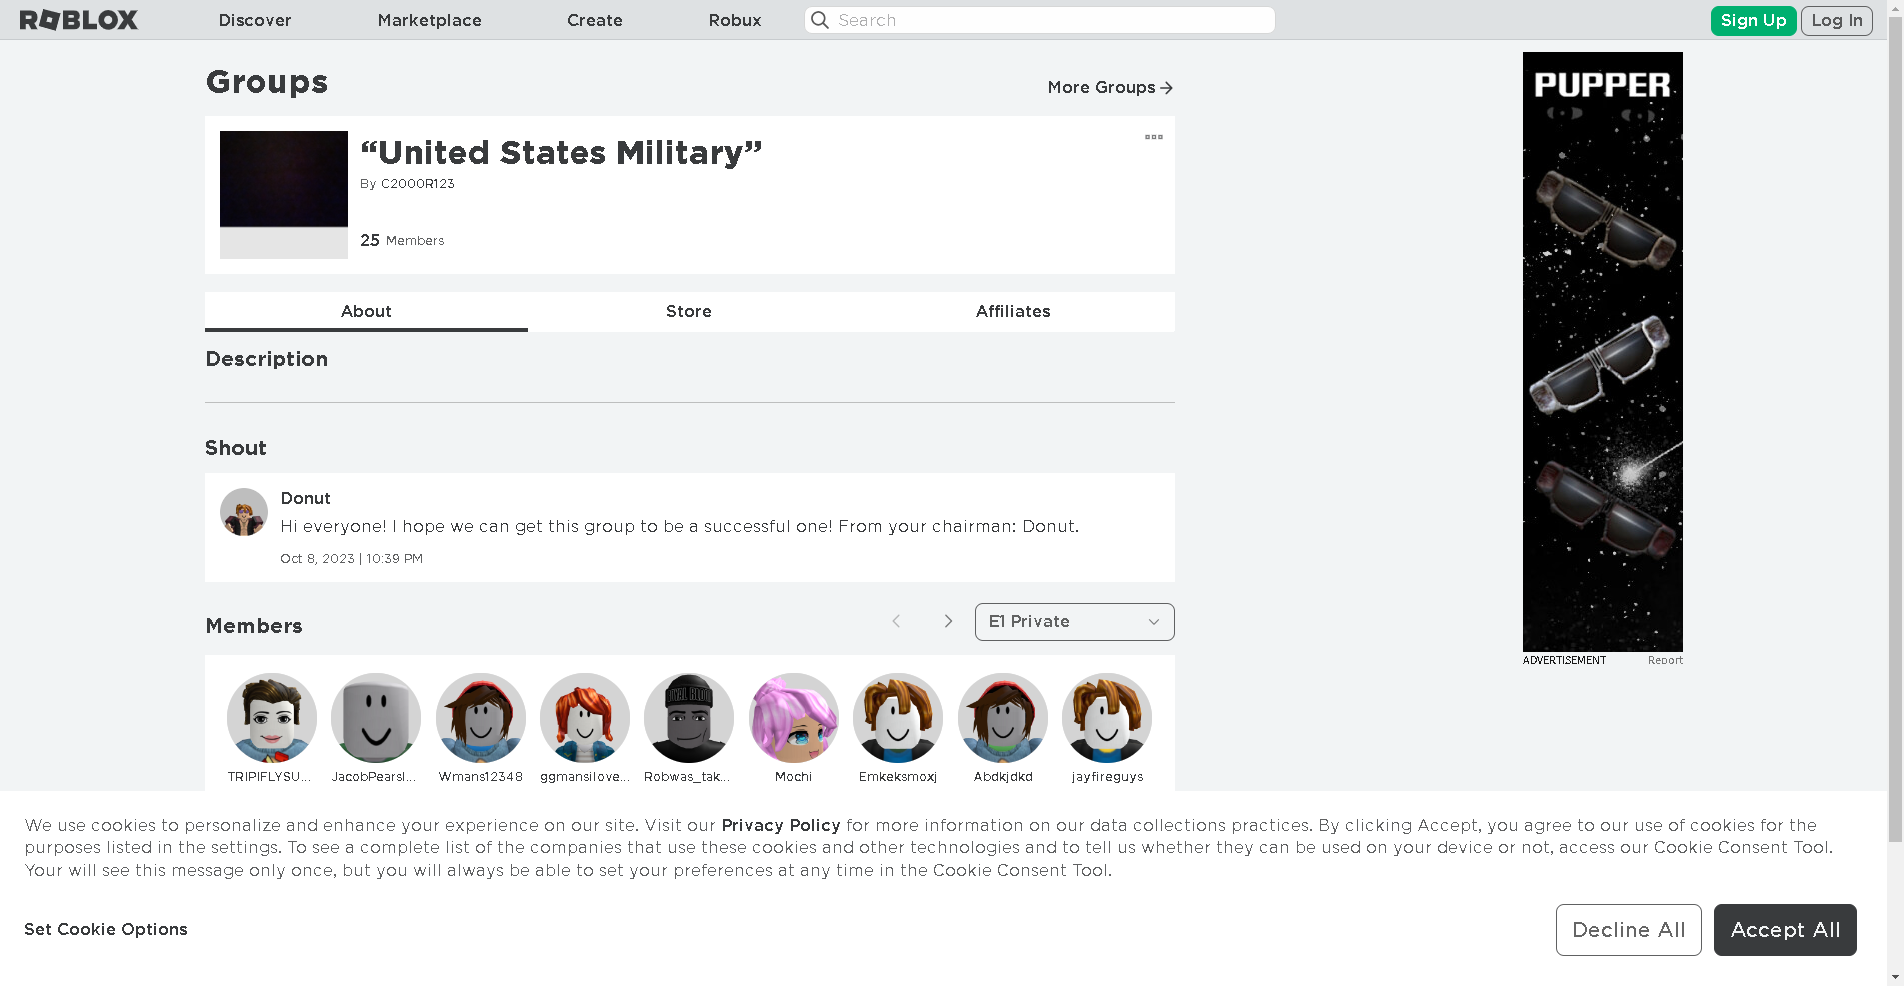 ROBLOX
Discover
Marketplace
Create
Robux
Search
Sign Up
Log In
Groups
More Groups
“United States Military”
By C2000R123
25 Members
About
Store
Affiliates
Description
Shout
Donut
Hi everyone! I hope we can get this group to be a successful one! From your chairman: Donut.
Oct 8, 2023 | 10:39 PM
Members
E1 Private
TRIPIFLYSU...
JacobPearsl...
Wmans12348
ggmansilove...
Robwas_tak...
Mochi
Emkeksmoxj
Abdkjdkd
jayfireguys
PUPPER
ADVERTISEMENT
Report
We use cookies to personalize and enhance your experience on our site. Visit our Privacy Policy for more information on our data collections practices. By clicking Accept, you agree to our use of cookies for the
purposes listed in the settings. To see a complete list of the companies that use these cookies and other technologies and to tell us whether they can be used on your device or not, access our Cookie Consent Tool.
Your will see this message only once, but you will always be able to set your preferences at any time in the Cookie Consent Tool.
Set Cookie Options
Decline All
Accept All